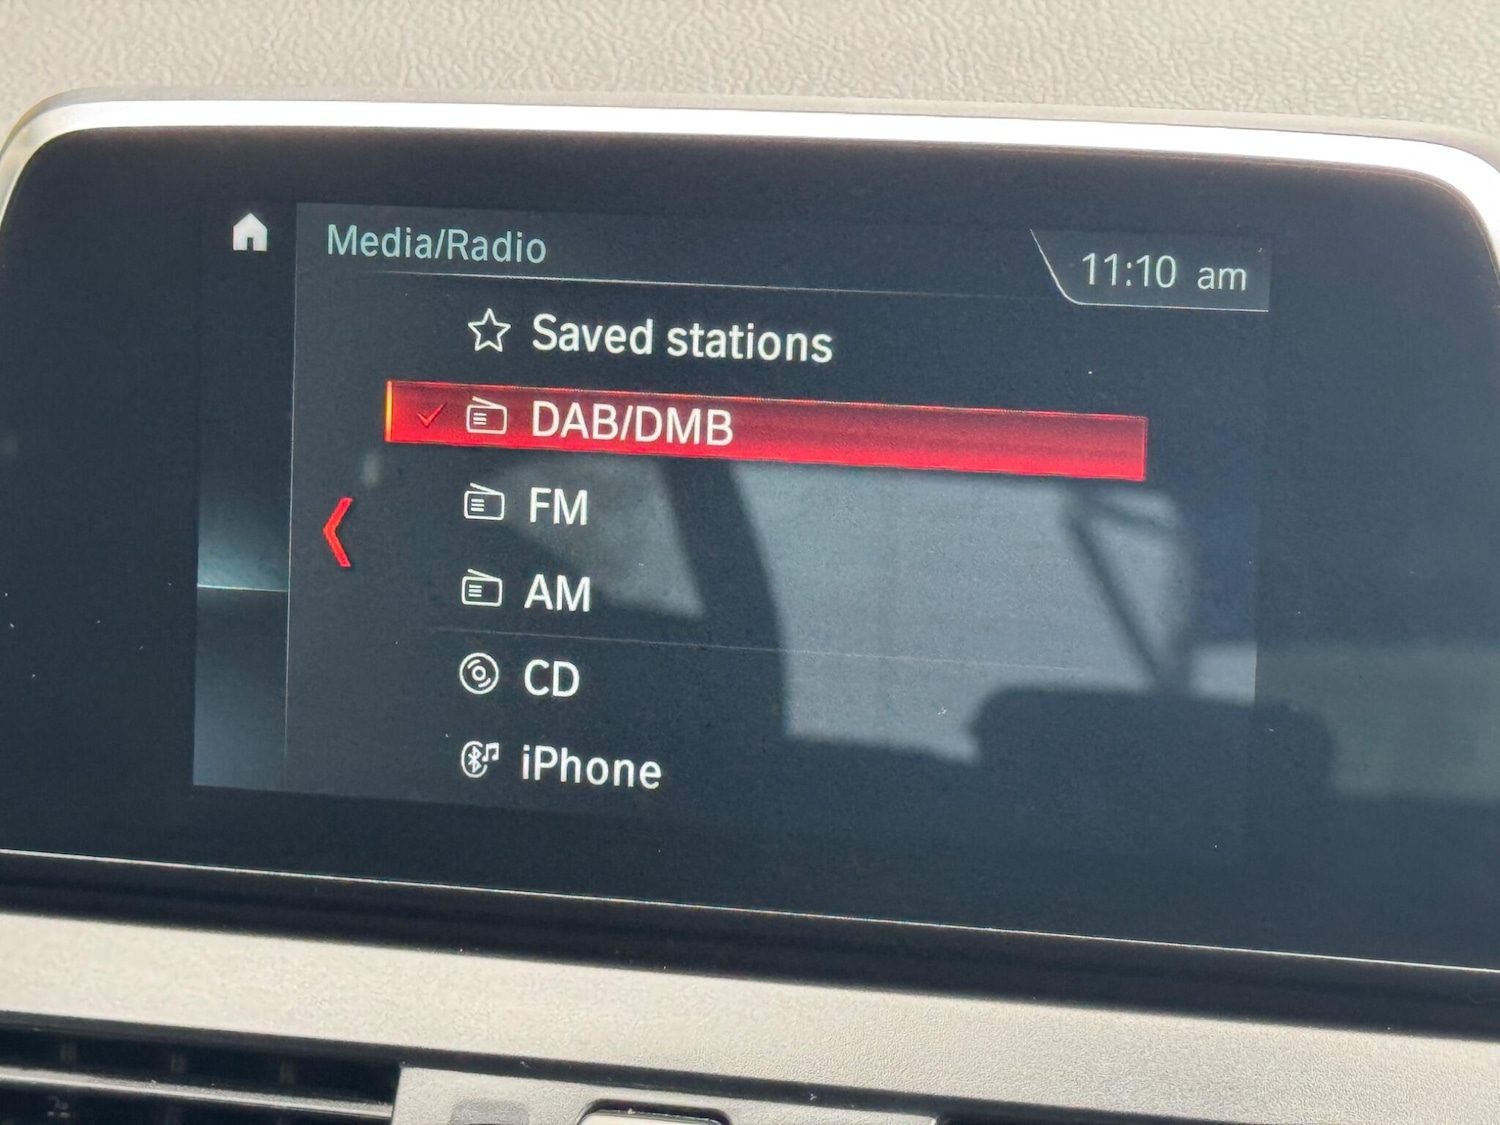 Media/Radio
11:10 am
Saved stations
DAB/DMB
FM
AM
CD
iPhone